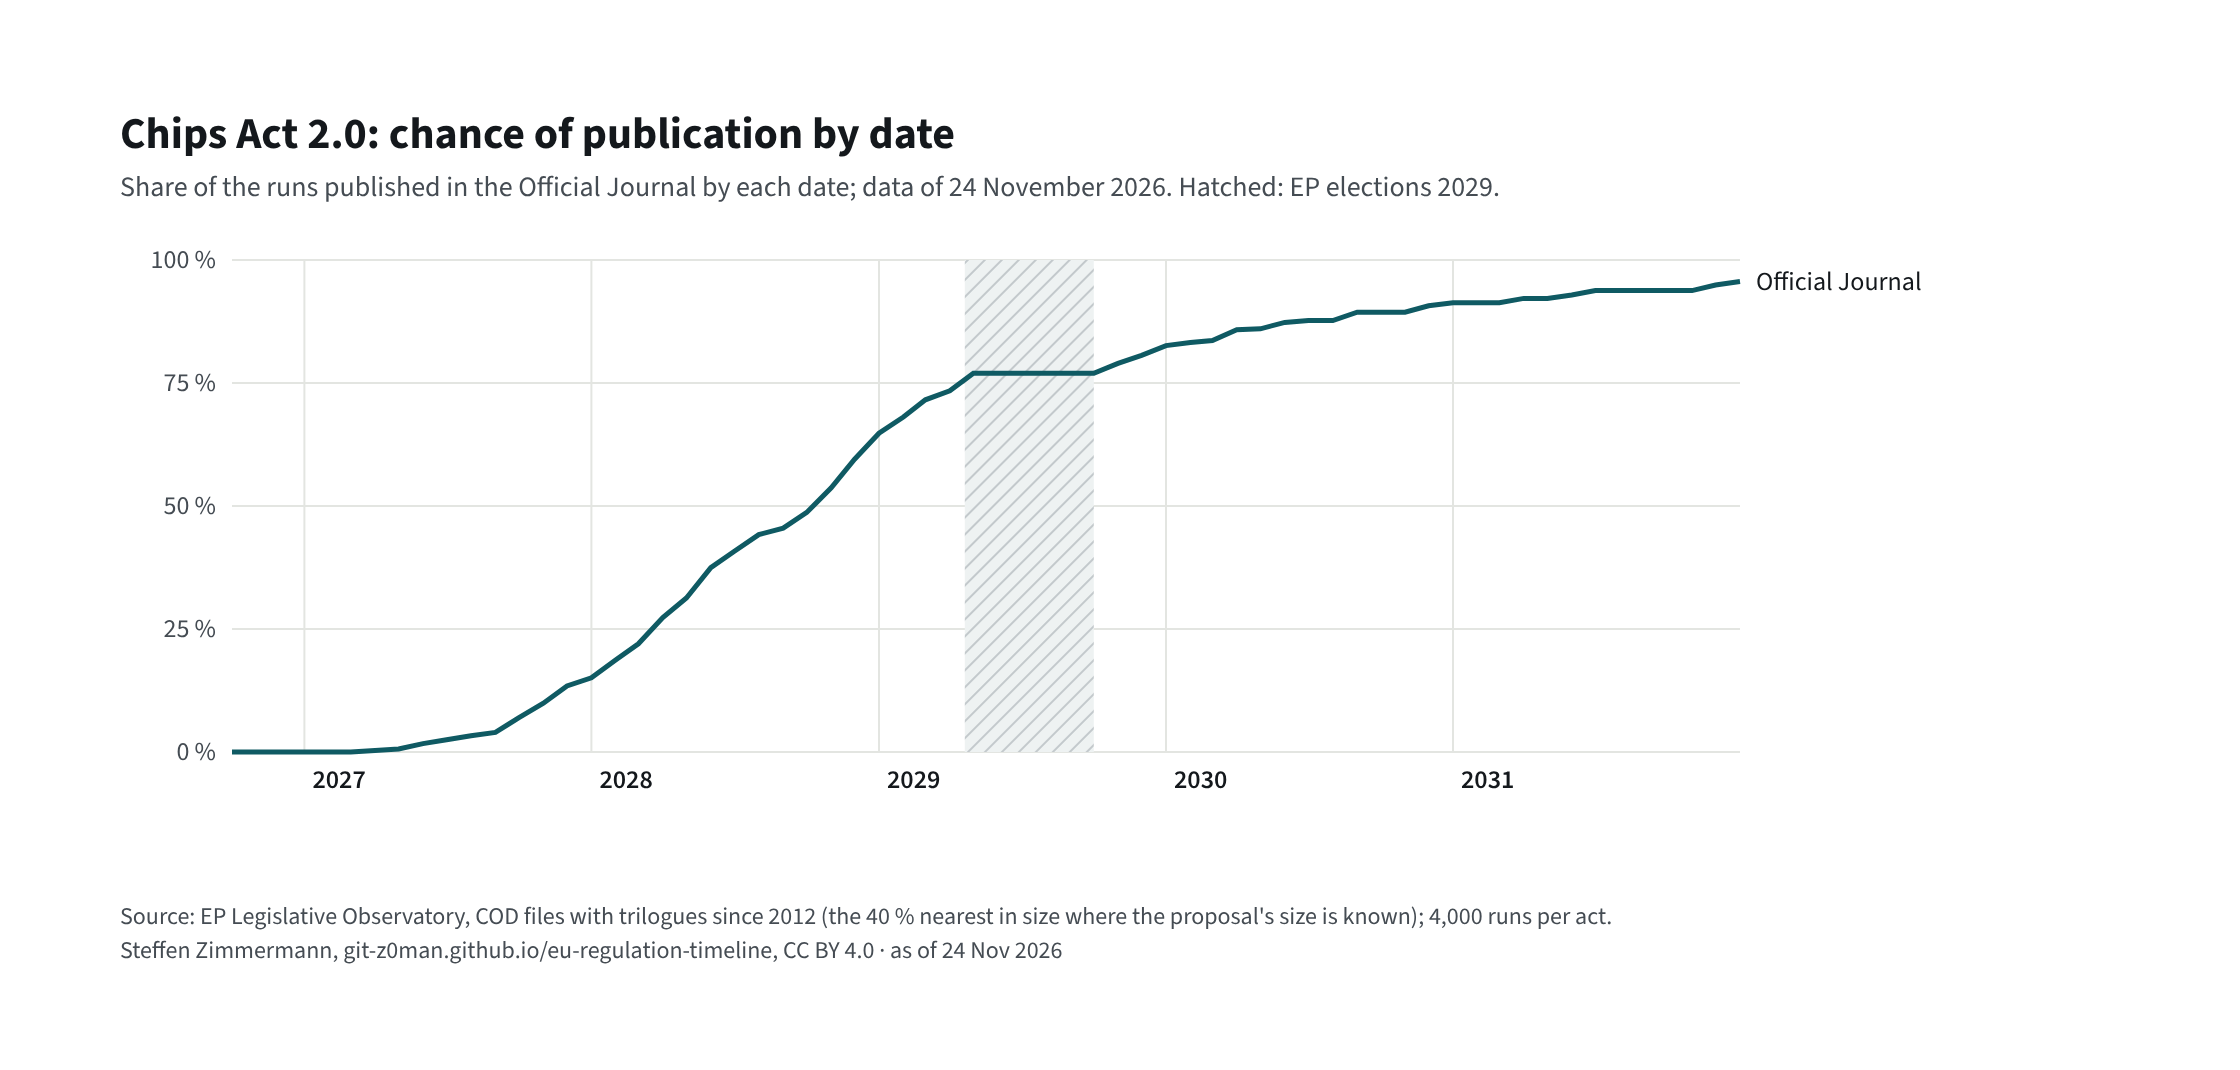 Chips Act 2.0: chance of publication by date
Share of the runs published in the Official Journal by each date; data of 24 November 2026. Hatched: EP elections 2029.
100 %
Official Journal
75 %
50 %
25 %
0 %
2027 2028 2029 2030 2031
Source: EP Legislative Observatory, COD files with trilogues since 2012 (the 40 % nearest in size where the proposal's size is known); 4,000 runs per act.
Steffen Zimmermann, git-z0man.github.io/eu-regulation-timeline, CC BY 4.0 · as of 24 Nov 2026